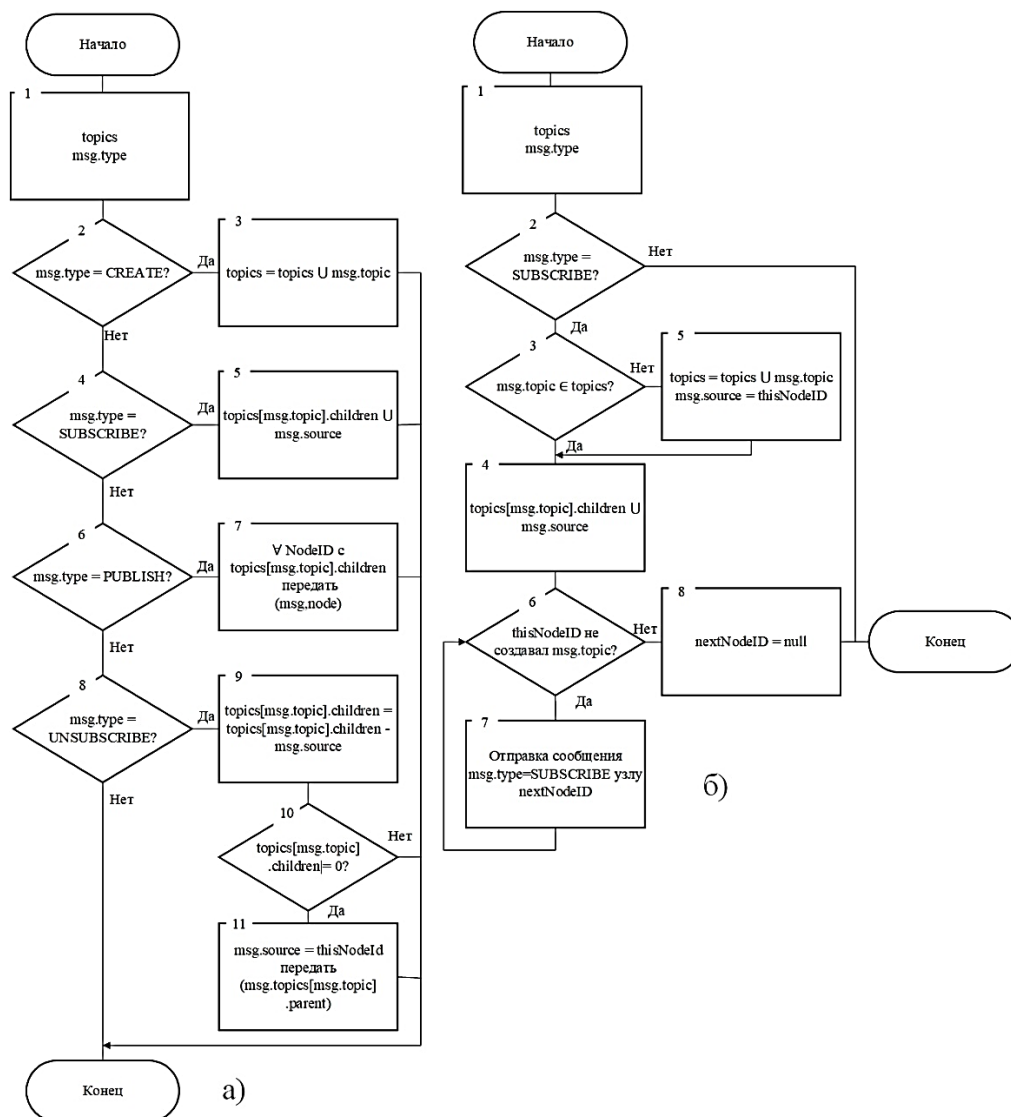 Начало
1
topics
msg.type
2
msg.type = CREATE?
Да
Нет
3
topics = topics U msg.topic
4
msg.type =
SUBSCRIBE?
Да
Нет
5
topics[msg.topic].children U
msg.source
6
msg.type = PUBLISH?
Да
Нет
7
∀ NodeID с
topics[msg.topic].children
передать
(msg,node)
8
msg.type =
UNSUBSCRIBE?
Да
Нет
9
topics[msg.topic].children =
topics[msg.topic].children -
msg.source
10
topics[msg.topic]
.children|= 0?
Нет
Да
11
msg.source = thisNodeId
передать
(msg.topics[msg.topic]
.parent)
Конец
а)
Начало
1
topics
msg.type
2
msg.type =
SUBSCRIBE?
Нет
Да
3
msg.topic ∈ topics?
Нет
Да
5
topics = topics U msg.topic
msg.source = thisNodeID
4
topics[msg.topic].children U
msg.source
6
thisNodeID не
создавал msg.topic?
Нет
Да
8
nextNodeID = null
7
Отправка сообщения
msg.type=SUBSCRIBE узлу
nextNodeID
Конец
б)